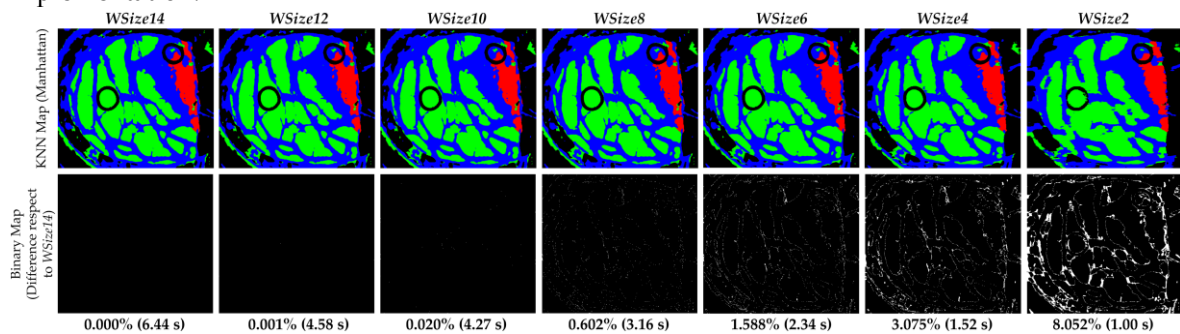 WSize14 WSize12 WSize10 WSize8 WSize6 WSize4 WSize2
KNN Map (Manhattan)
Binary Map
(Difference respect
to WSize14)
0.000% (6.44 s) 0.001% (4.58 s) 0.020% (4.27 s) 0.602% (3.16 s) 1.588% (2.34 s) 3.075% (1.52 s) 8.052% (1.00 s)